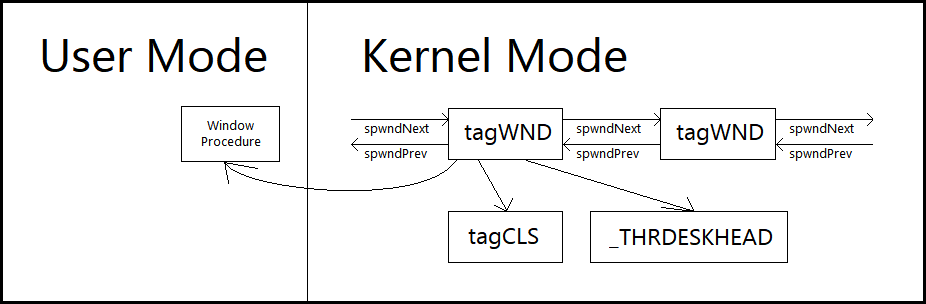 User Mode
Kernel Mode
Window
Procedure
spwndNext
spwndPrev
tagWND
spwndNext
spwndPrev
tagWND
spwndNext
spwndPrev
tagCLS
_THRDESKHEAD